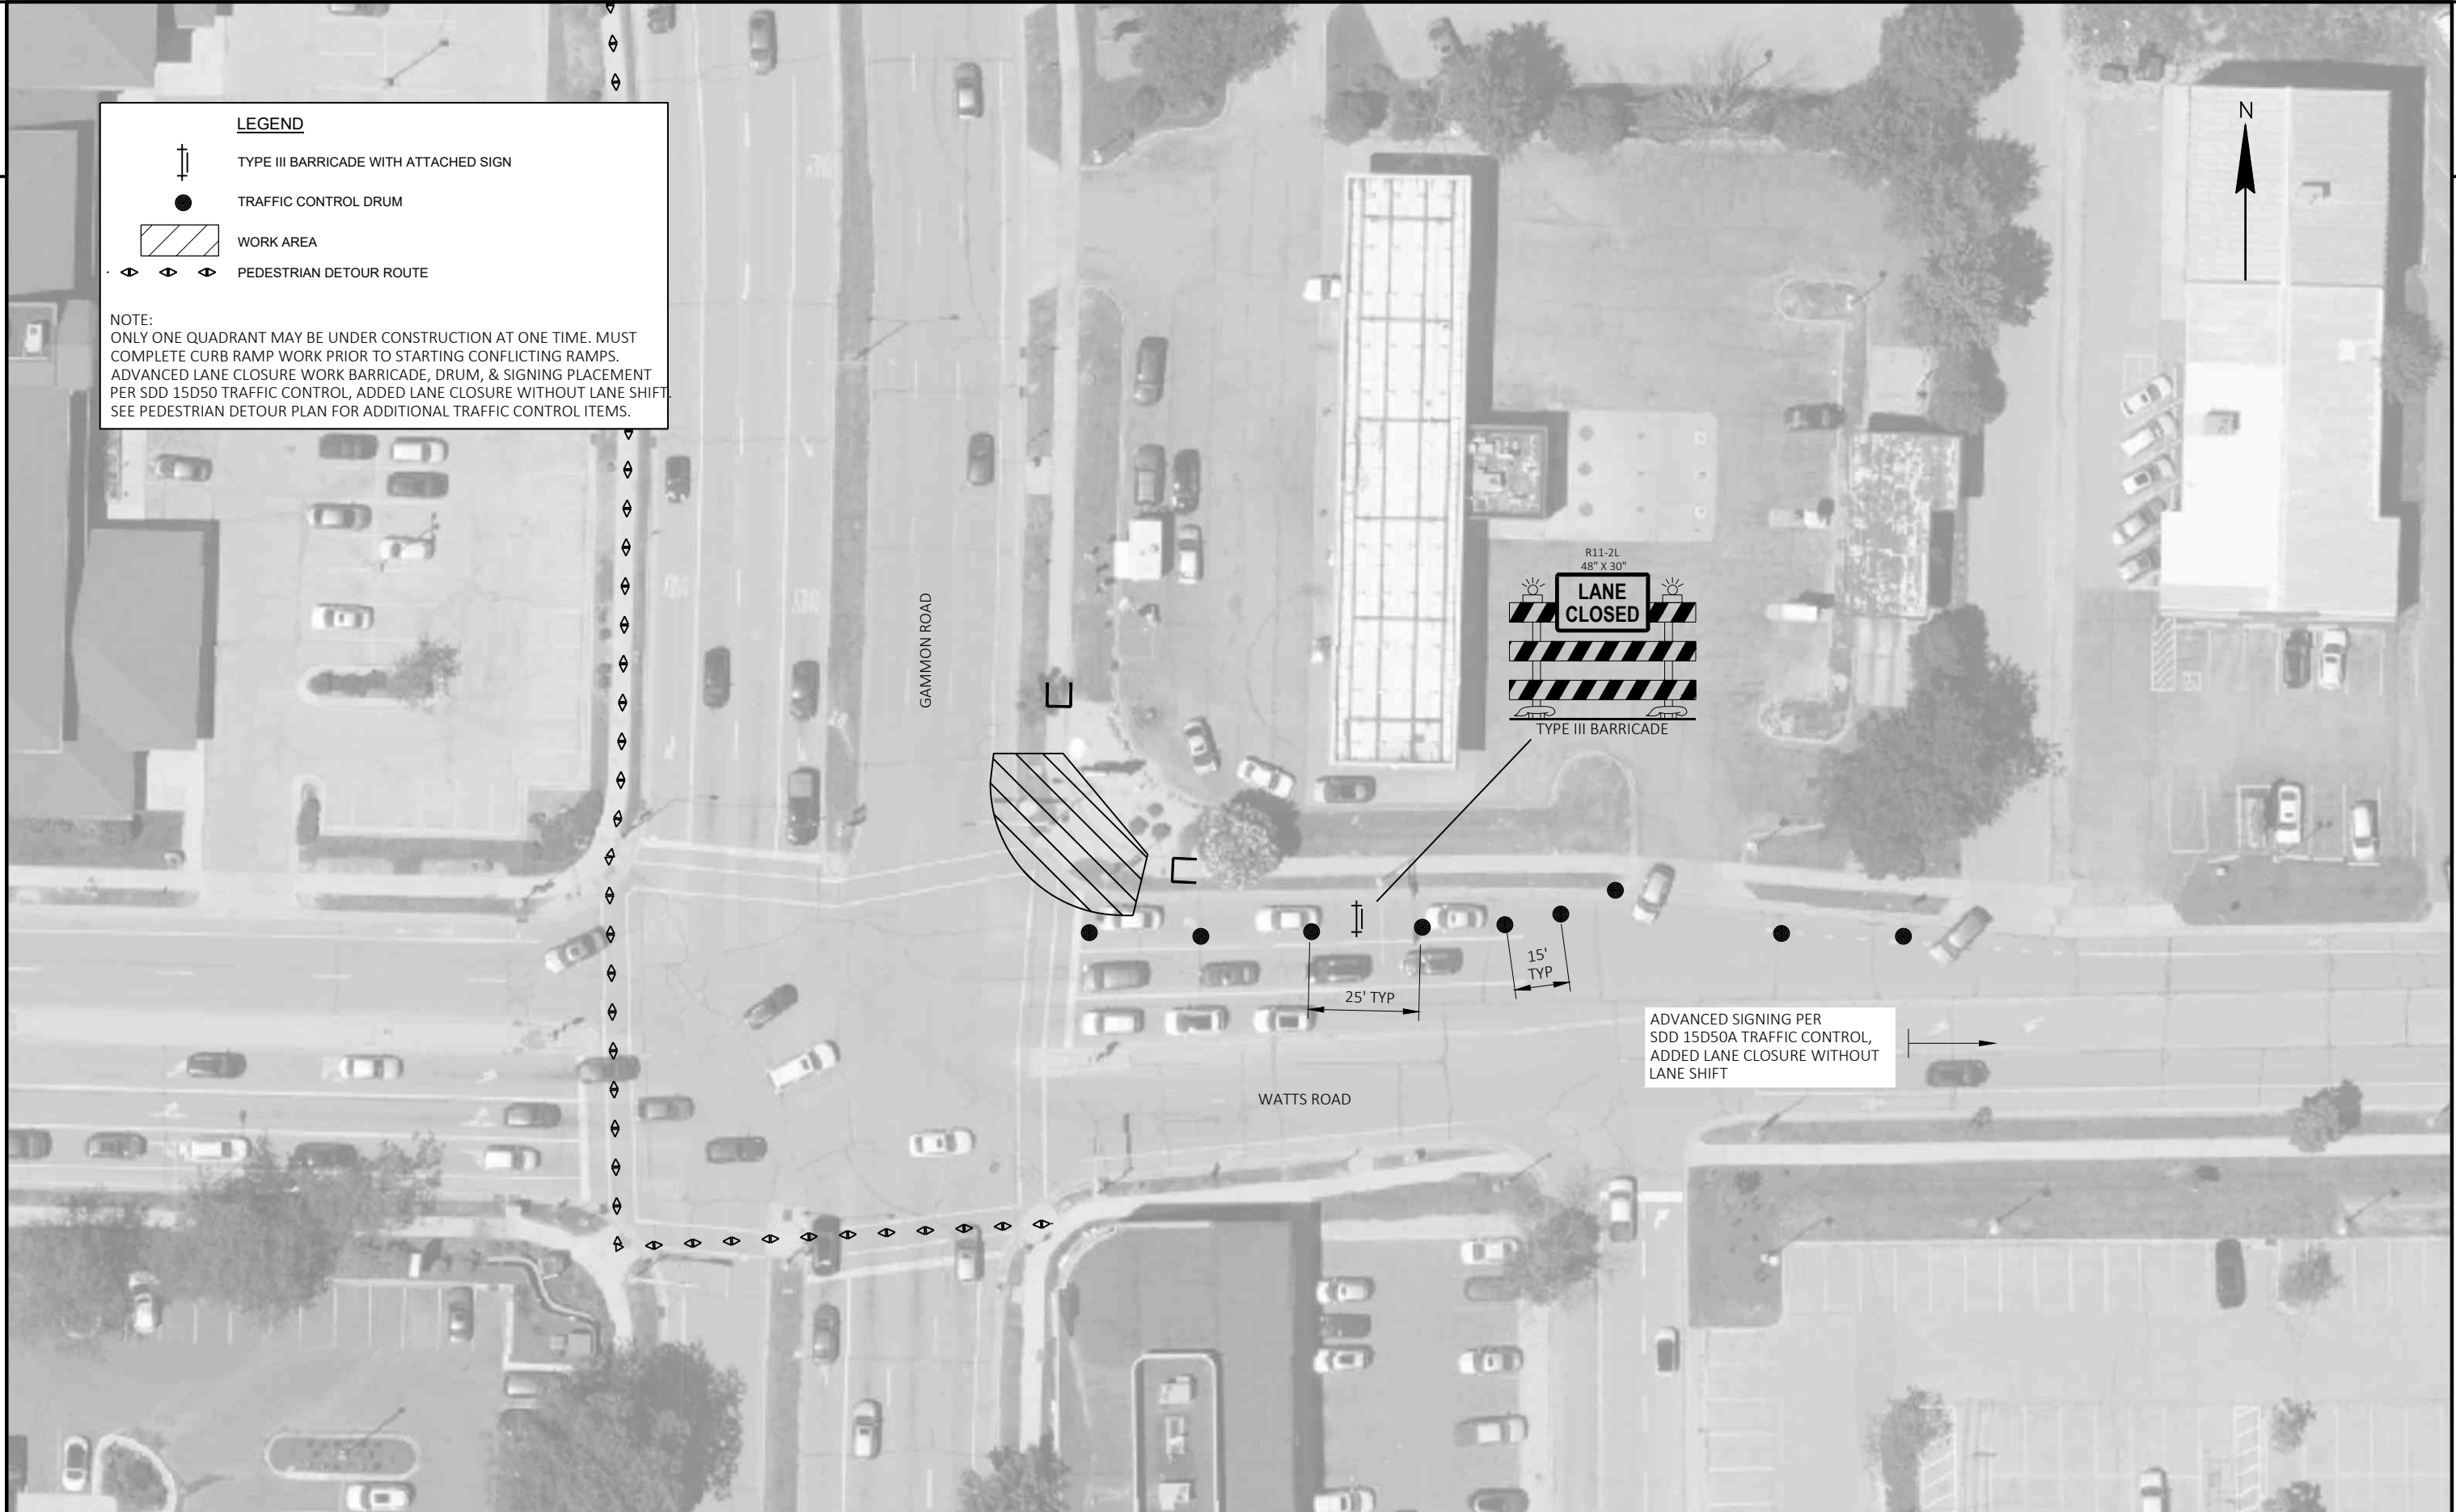 LEGEND
TYPE III BARRICADE WITH ATTACHED SIGN
TRAFFIC CONTROL DRUM
WORK AREA
PEDESTRIAN DETOUR ROUTE
NOTE:
ONLY ONE QUADRANT MAY BE UNDER CONSTRUCTION AT ONE TIME. MUST
COMPLETE CURB RAMP WORK PRIOR TO STARTING CONFLICTING RAMPS.
ADVANCED LANE CLOSURE WORK BARRICADE, DRUM, & SIGNING PLACEMENT
PER SDD 15D50 TRAFFIC CONTROL, ADDED LANE CLOSURE WITHOUT LANE SHIFT.
SEE PEDESTRIAN DETOUR PLAN FOR ADDITIONAL TRAFFIC CONTROL ITEMS.
N
R11-2L
48" X 30"
LANE
CLOSED
TYPE III BARRICADE
GAMMON ROAD
15'
TYP
25' TYP
ADVANCED SIGNING PER
SDD 15D50A TRAFFIC CONTROL,
ADDED LANE CLOSURE WITHOUT
LANE SHIFT
WATTS ROAD